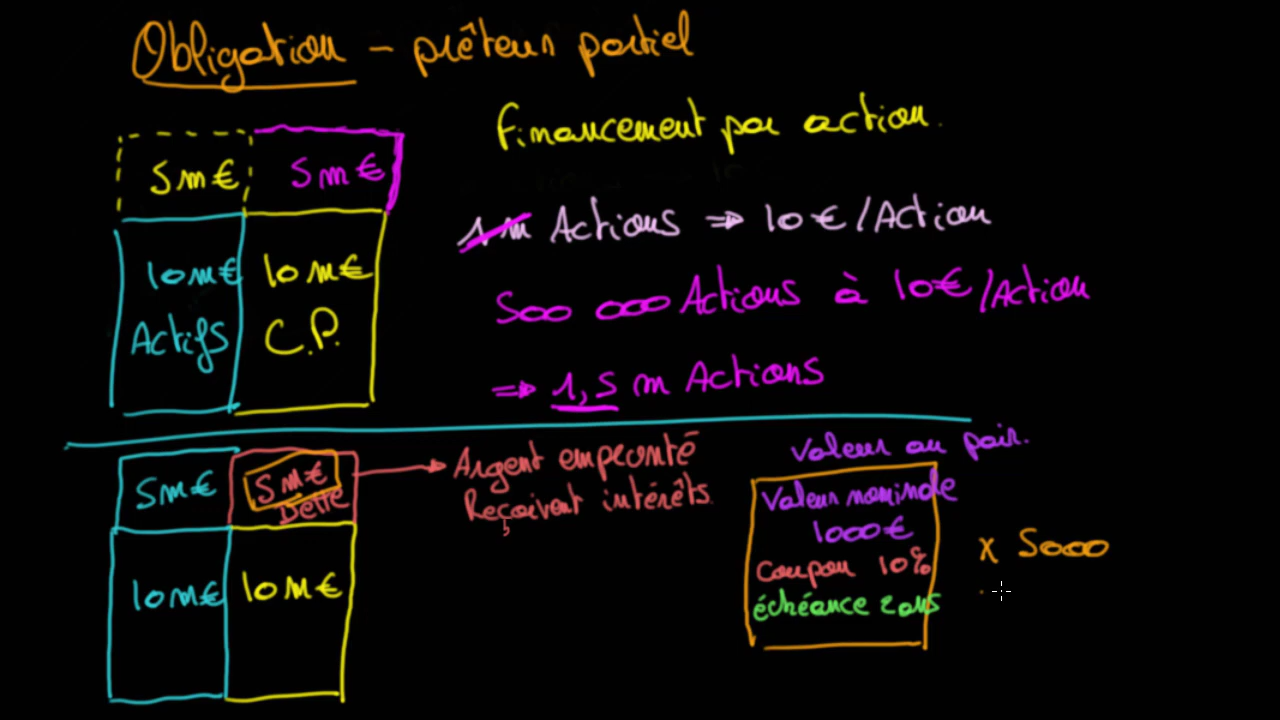 Obligation - prêteur partiel
Financement par action.
5m€ 5m€
1m Actions ⇒ 10€/Action
10m€ 10m€
Actifs C.P.
500 000 Actions à 10€/Action
⇒ 1,5 m Actions
Valeur au pair.
5m€ 5m€
Dette
Argent emprunté
Reçoivent intérêts
Valeur nominale
1000€
Coupon 10%
échéance 2ans
x 5000
10m€ 10m€